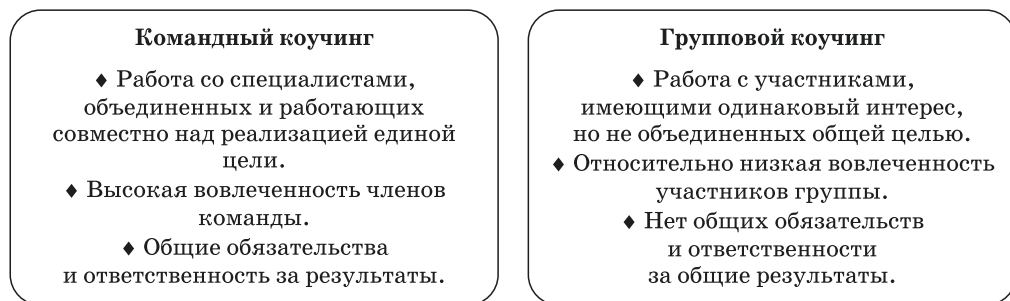 Командный коучинг
♦ Работа со специалистами,
объединенных и работающих
совместно над реализацией единой
цели.
♦ Высокая вовлеченность членов
команды.
♦ Общие обязательства
и ответственность за результаты.
Групповой коучинг
♦ Работа с участниками,
имеющими одинаковый интерес,
но не объединенных общей целью.
♦ Относительно низкая вовлеченность
участников группы.
♦ Нет общих обязательств
и ответственности
за общие результаты.